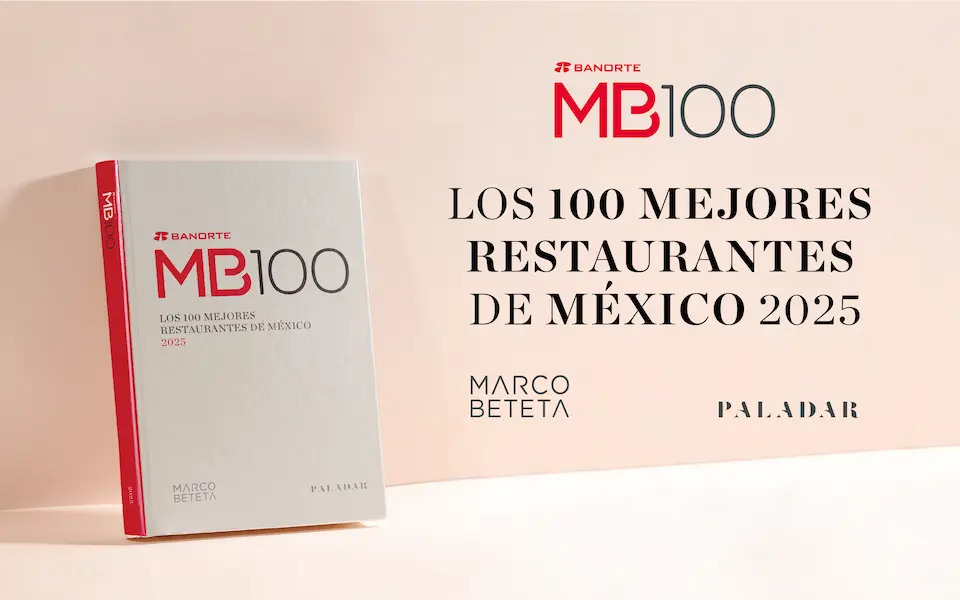 BANORTE
MB100
LOS 100 MEJORES
RESTAURANTES
DE MÉXICO 2025
MARCO
BETETA
PALADAR
MB100
BANORTE
MB100
LOS 100 MEJORES
RESTAURANTES DE MÉXICO
2025
MARCO
BETETA
PALADAR
2025